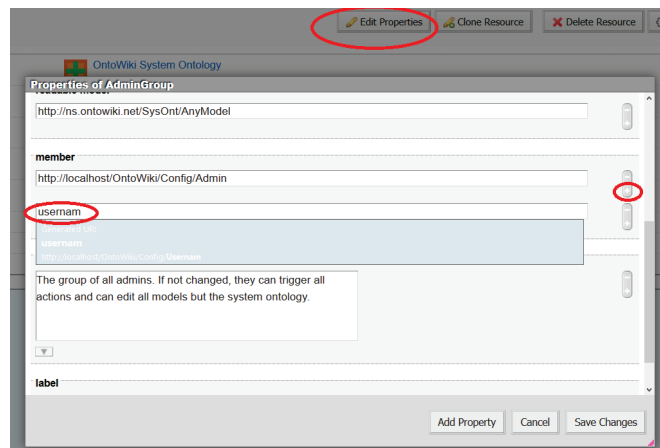 Edit Properties
Clone Resource
Delete Resource
OntoWiki System Ontology
Properties of AdminGroup
readable model
http://ns.ontowiki.net/SysOnt/AnyModel
member
http://localhost/OntoWiki/Config/Admin
usernam
Generated URI
usernam
http://localhost/OntoWiki/Config/Usernam
The group of all admins. If not changed, they can trigger all
actions and can edit all models but the system ontology.
label
Add Property
Cancel
Save Changes